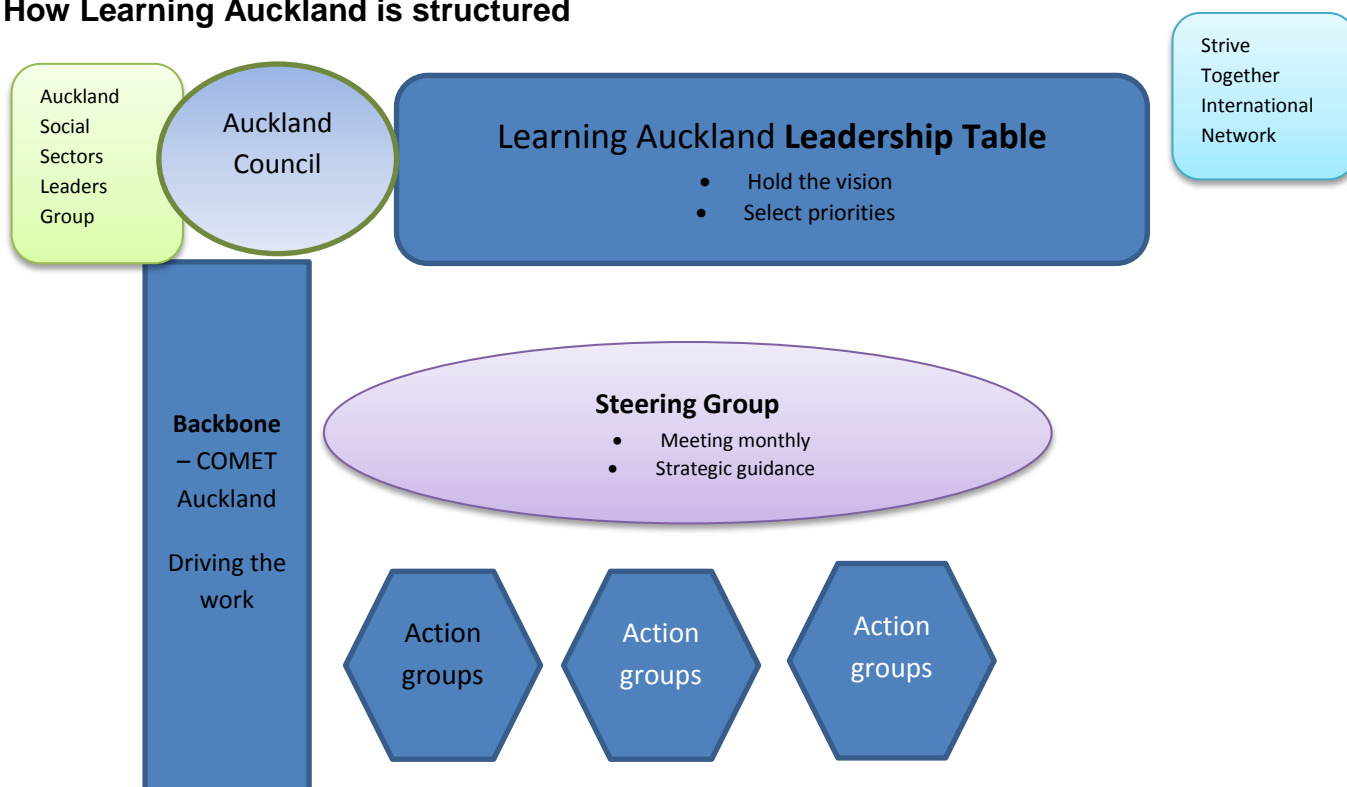 How Learning Auckland is structured
Auckland
Social
Sectors
Leaders
Group
Auckland
Council
Learning Auckland Leadership Table
• Hold the vision
• Select priorities
Strive
Together
International
Network
Backbone
– COMET
Auckland
Driving the
work
Steering Group
• Meeting monthly
• Strategic guidance
Action
groups
Action
groups
Action
groups